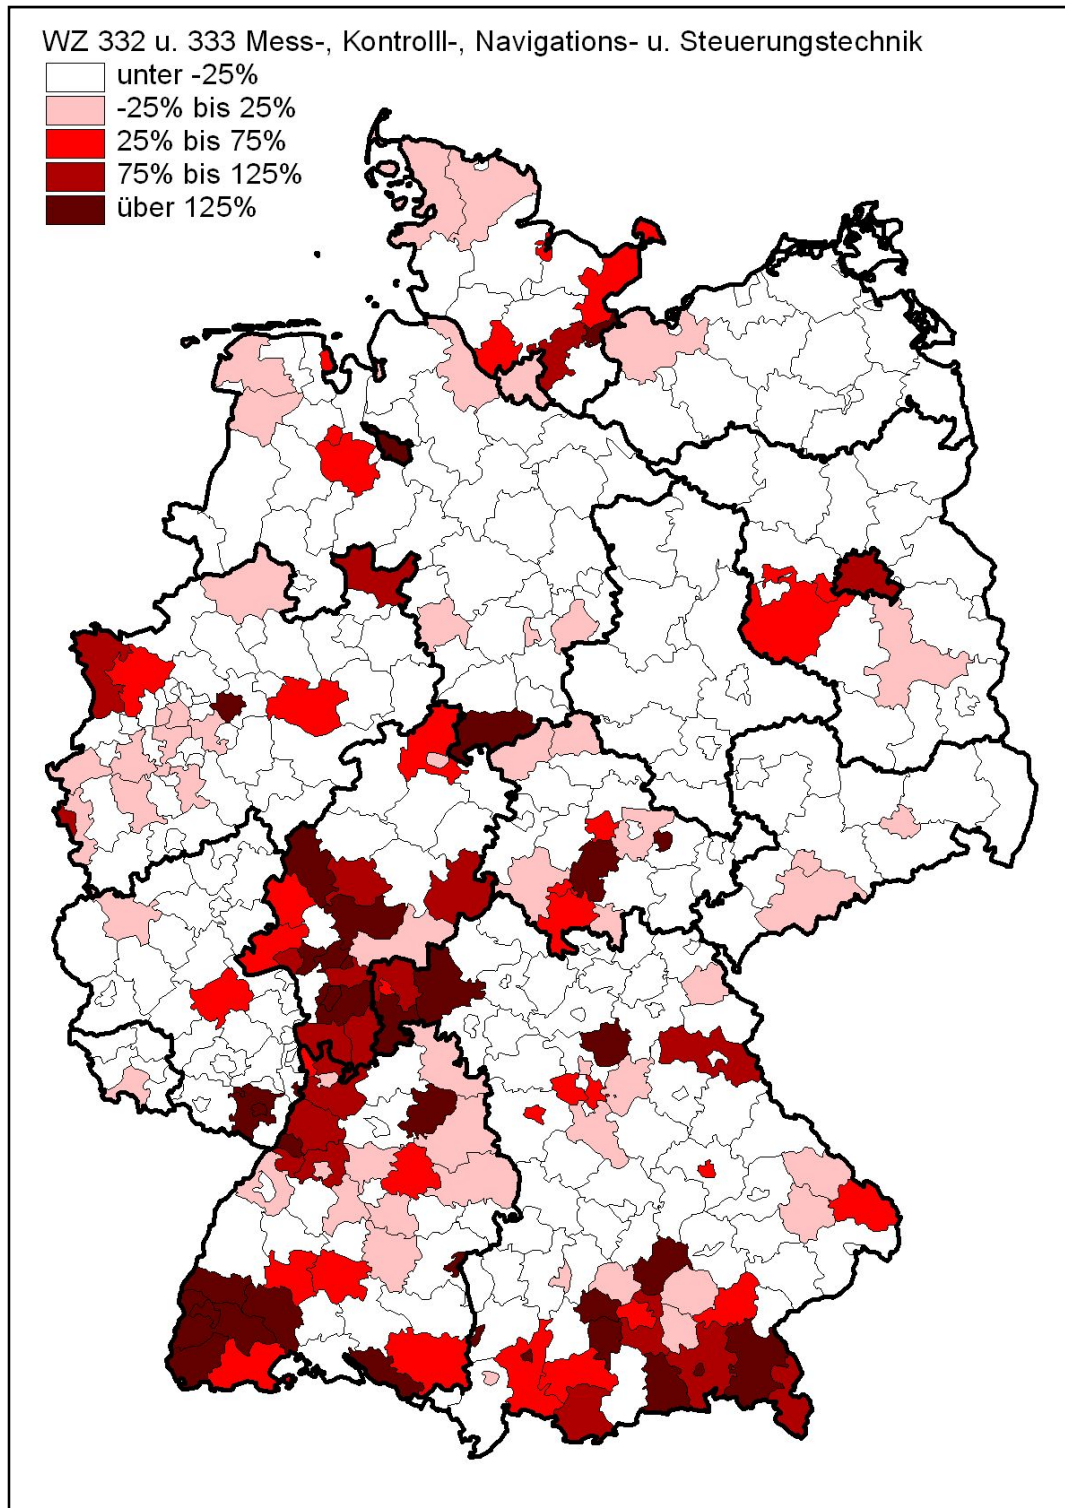 WZ 332 u. 333 Mess-, Kontrolll-, Navigations- u. Steuerungstechnik
unter -25%
-25% bis 25%
25% bis 75%
75% bis 125%
über 125%